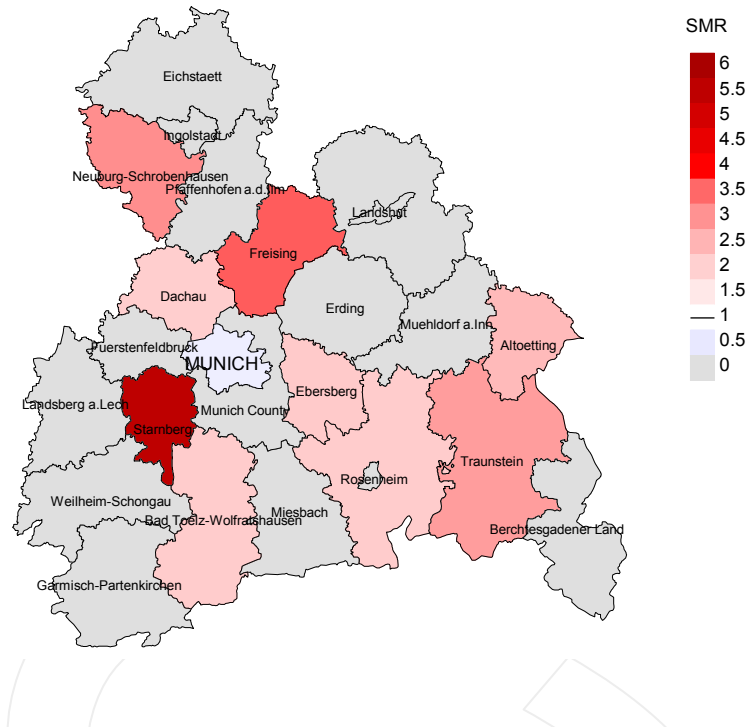 SMR
6
5.5
5
4.5
4
3.5
3
2.5
2
1.5
1
0.5
0
Eichstaett
Ingolstadt
Neuburg-Schrobenhausen
Pfaffenhofen a.d.Ilm
Landshut
Freising
Dachau
Erding
Muehldorf a.Inn
Altoetting
Fuerstenfeldbruck
MUNICH
Ebersberg
Landsberg a.Lech
Munich County
Starnberg
Traunstein
Rosenheim
Weilheim-Schongau
Miesbach
Bad Toelz-Wolfratshausen
Berchtesgadener Land
Garmisch-Partenkirchen